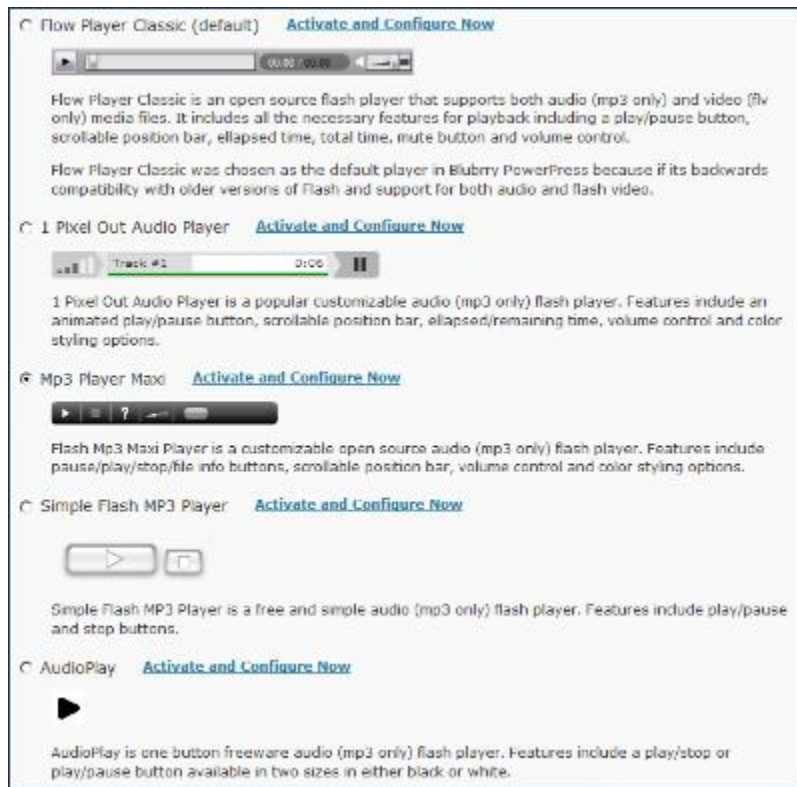 Flow Player Classic (default) Activate and Configure Now
00:00 / 00:00
Flow Player Classic is an open source flash player that supports both audio (mp3 only) and video (flv
only) media files. It includes all the necessary features for playback including a play/pause button,
scrollable position bar, ellapsed time, total time, mute button and volume control.
Flow Player Classic was chosen as the default player in Blubrry PowerPress because if its backwards
compatibility with older versions of Flash and support for both audio and flash video.
1 Pixel Out Audio Player Activate and Configure Now
Track #1 0:06
1 Pixel Out Audio Player is a popular customizable audio (mp3 only) flash player. Features include an
animated play/pause button, scrollable position bar, ellapsed/remaining time, volume control and color
styling options.
Mp3 Player Maxi Activate and Configure Now
?
Flash Mp3 Maxi Player is a customizable open source audio (mp3 only) flash player. Features include
pause/play/stop/file info buttons, scrollable position bar, volume control and color styling options.
Simple Flash MP3 Player Activate and Configure Now
Simple Flash MP3 Player is a free and simple audio (mp3 only) flash player. Features include play/pause
and stop buttons.
AudioPlay Activate and Configure Now
AudioPlay is one button freeware audio (mp3 only) flash player. Features include a play/stop or
play/pause button available in two sizes in either black or white.